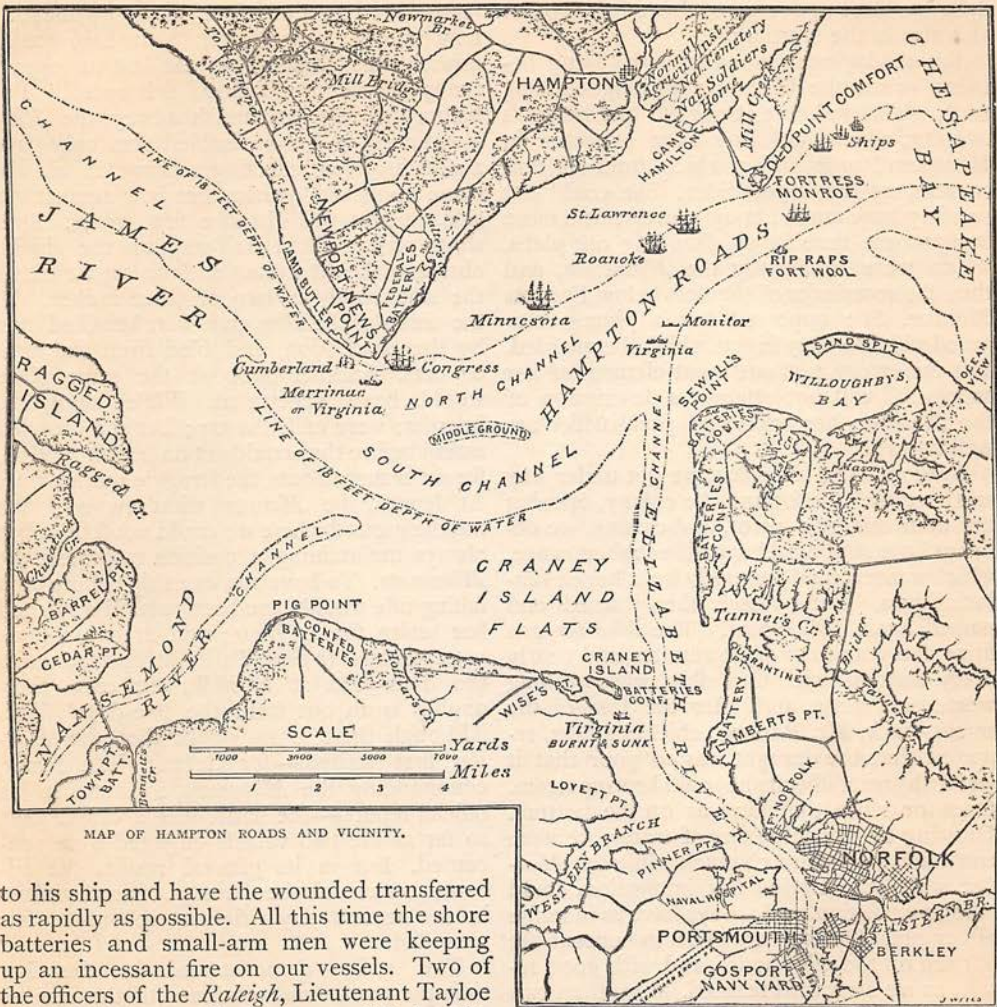 Newmarket
Br
To Richmond
Mill Bridge
HAMPTON
Normal Inst.
Nat. Cemetery
Nat. Soldiers
Home
Mill Creek
CAMP
HAMILTON
OLD POINT COMFORT
CHESAPEAKE
BAY
Ships
FORTRESS
MONROE
St. Lawrence
Roanoke
RIP RAPS
FORT WOOL
HAMPTON ROADS
CHANNEL
LINE OF 18 FEET DEPTH OF WATER
JAMES
RIVER
NEWPORT NEWS
POINT
CAMP BUTLER
FEDERAL
BATTERIES
Minnesota
Monitor
Virginia
Cumberland
Congress
Merrimac
or Virginia
NORTH CHANNEL
MIDDLE GROUND
SOUTH CHANNEL
LINE OF 18 FEET DEPTH OF WATER
SEWALL'S
POINT
SAND SPIT
WILLOUGHBY'S
BAY
OCEAN
VIEW
BATTERIES
CONF.
BATTERIES
CONF.
Mason's
RAGGED
ISLAND
Ragged Cr.
Chucatuck
Cr.
BARREL PT.
CEDAR PT.
CHANNEL
NANSEMOND
RIVER
PIG POINT
CONFED.
BATTERIES
Hofflers Cr.
CRANEY
ISLAND
FLATS
CRANEY
ISLAND
BATTERIES
CONF.
WISE'S PT.
Virginia
BURNT & SUNK
ELIZABETH RIVER
CHANNEL
Tanner's Cr.
QUARANTINE
Bridge
BATTERY
LAMBERTS PT.
TOWN PT.
BATT.
Bennetts
Cr.
SCALE
1000 3000 5000 7000 Yards
1 2 3 4 Miles
LOVETT PT.
WESTERN BRANCH
PINNER PT.
NAVAL HOSPITAL
FT. NORFOLK
NORFOLK
PORTSMOUTH
EASTERN BR.
BERKLEY
GOSPORT
NAVY YARD
J WELLS
MAP OF HAMPTON ROADS AND VICINITY.
to his ship and have the wounded transferred
as rapidly as possible. All this time the shore
batteries and small-arm men were keeping
up an incessant fire on our vessels. Two of
the officers of the Raleigh, Lieutenant Tayloe